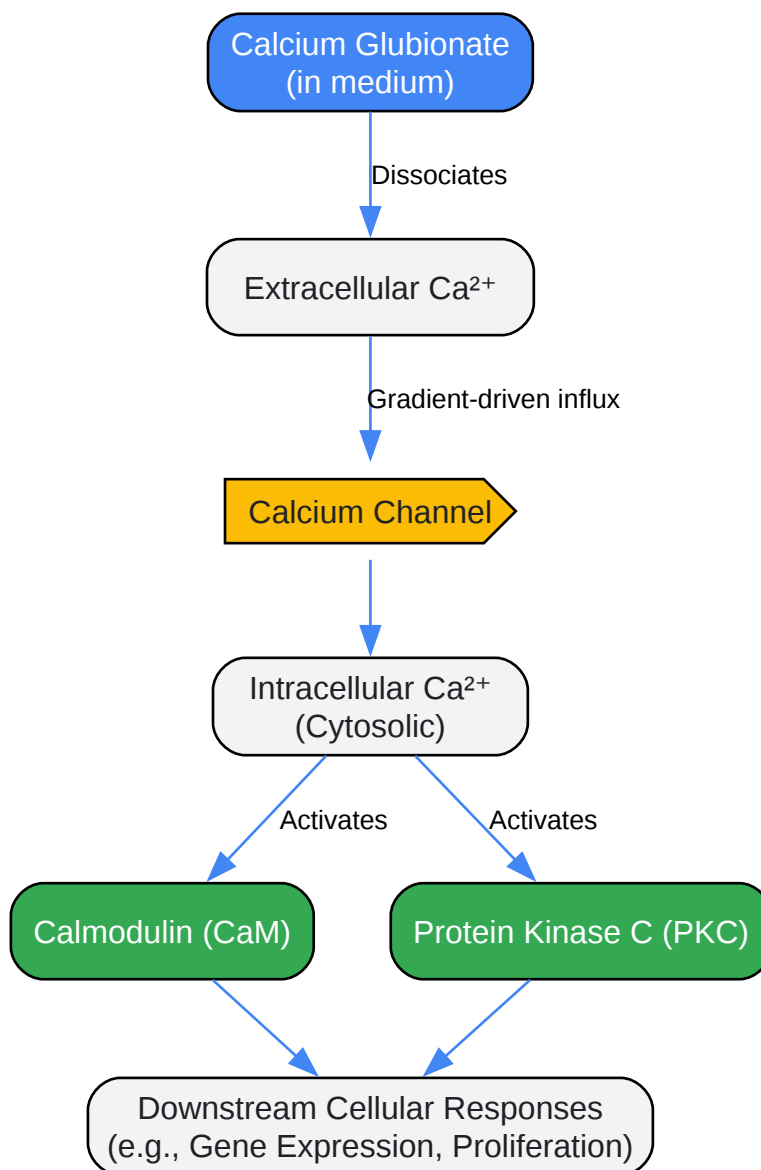 Calcium Glubionate
(in medium)
Dissociates
Extracellular Ca²⁺
Gradient-driven influx
Calcium Channel
Intracellular Ca²⁺
(Cytosolic)
Activates
Activates
Calmodulin (CaM)
Protein Kinase C (PKC)
Downstream Cellular Responses
(e.g., Gene Expression, Proliferation)